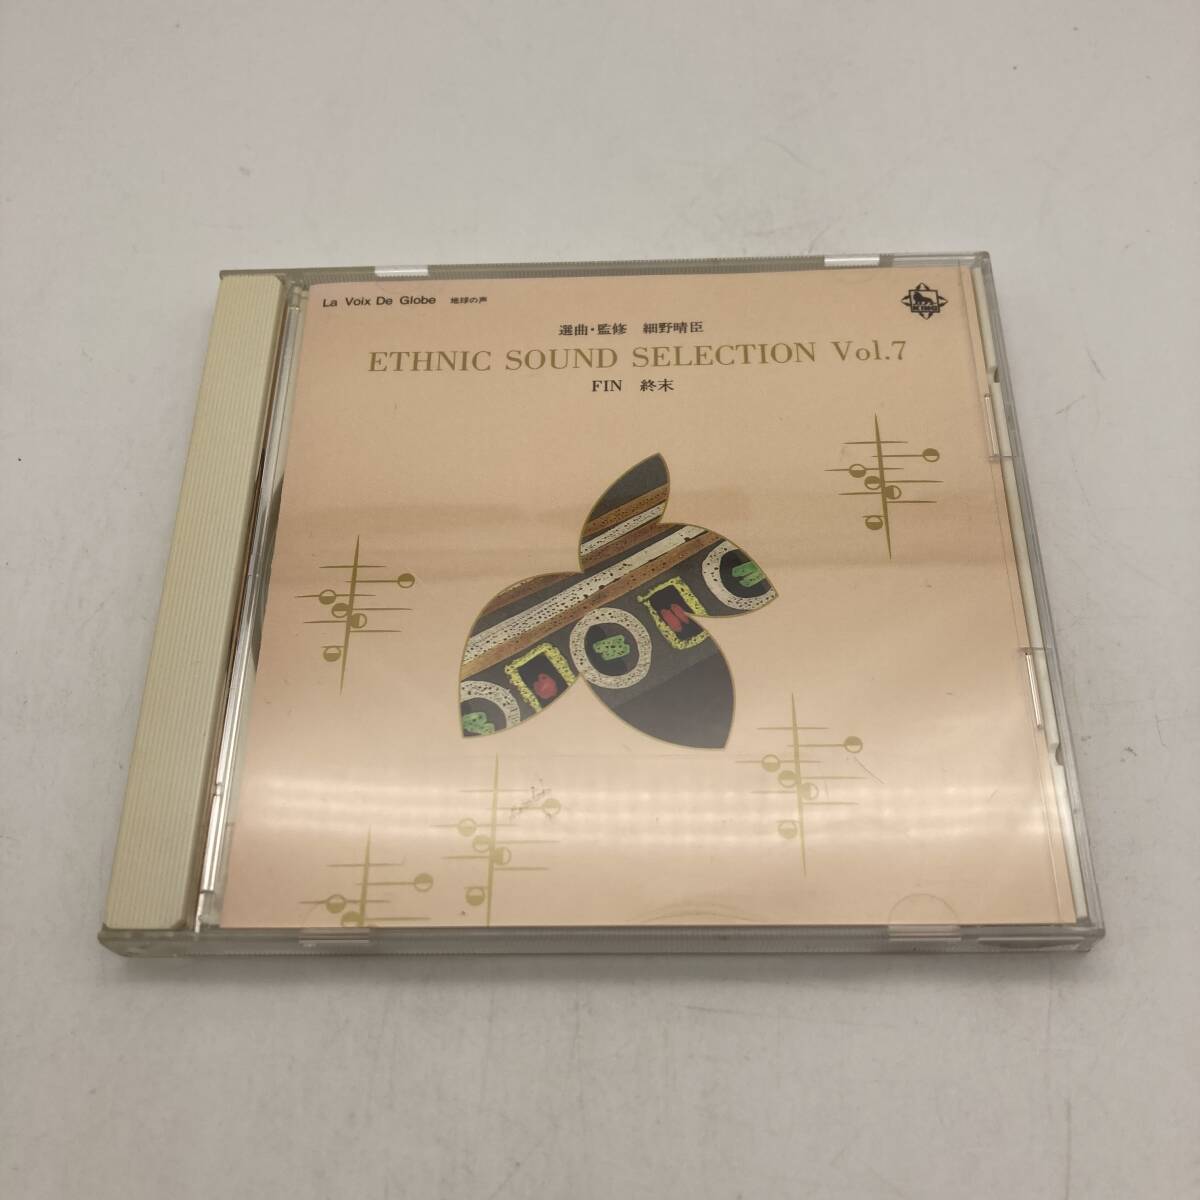 La Voix De Globe 地球の声
KING
選曲・監修 細野晴臣
ETHNIC SOUND SELECTION Vol.7
FIN 終末